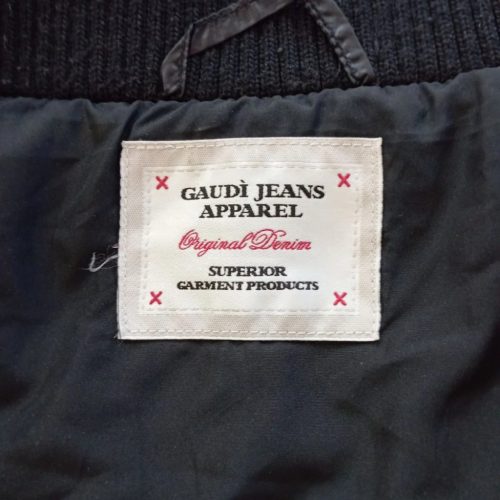 GAUDÌ JEANS
APPAREL
Original Denim
SUPERIOR
GARMENT PRODUCTS